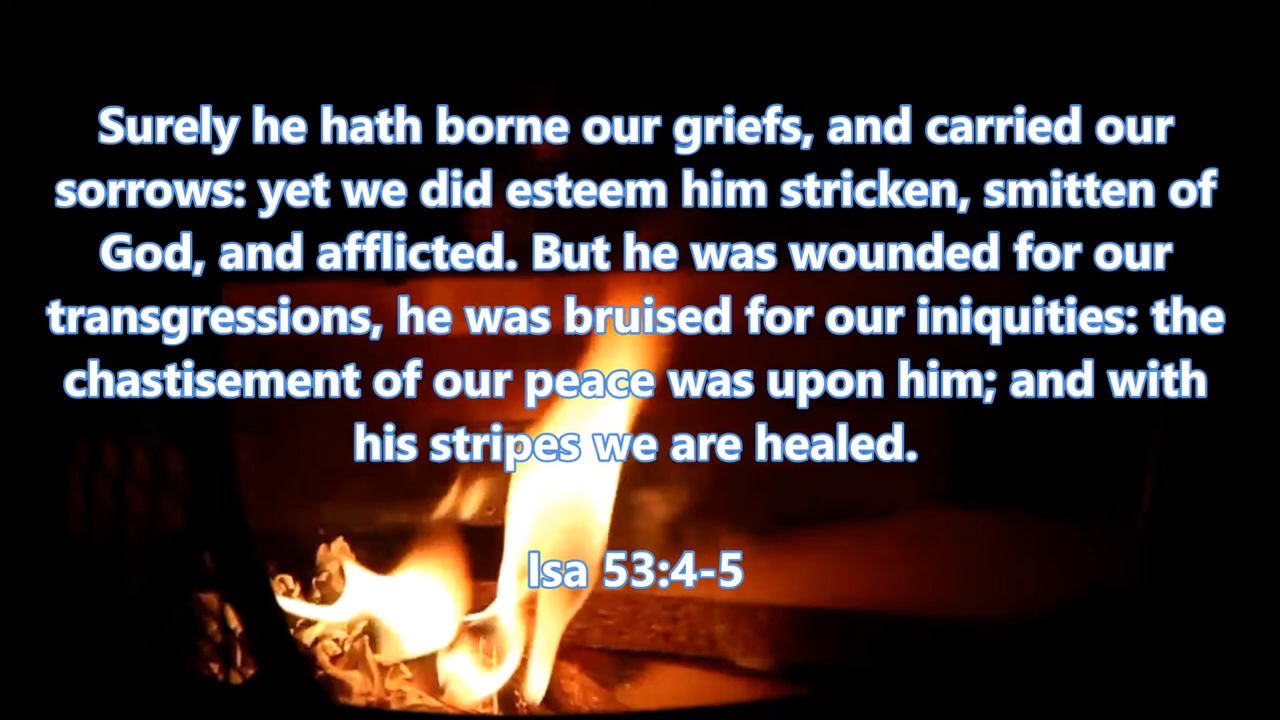 Surely he hath borne our griefs, and carried our
sorrows: yet we did esteem him stricken, smitten of
God, and afflicted. But he was wounded for our
transgressions, he was bruised for our iniquities: the
chastisement of our peace was upon him; and with
his stripes we are healed.
Isa 53:4-5